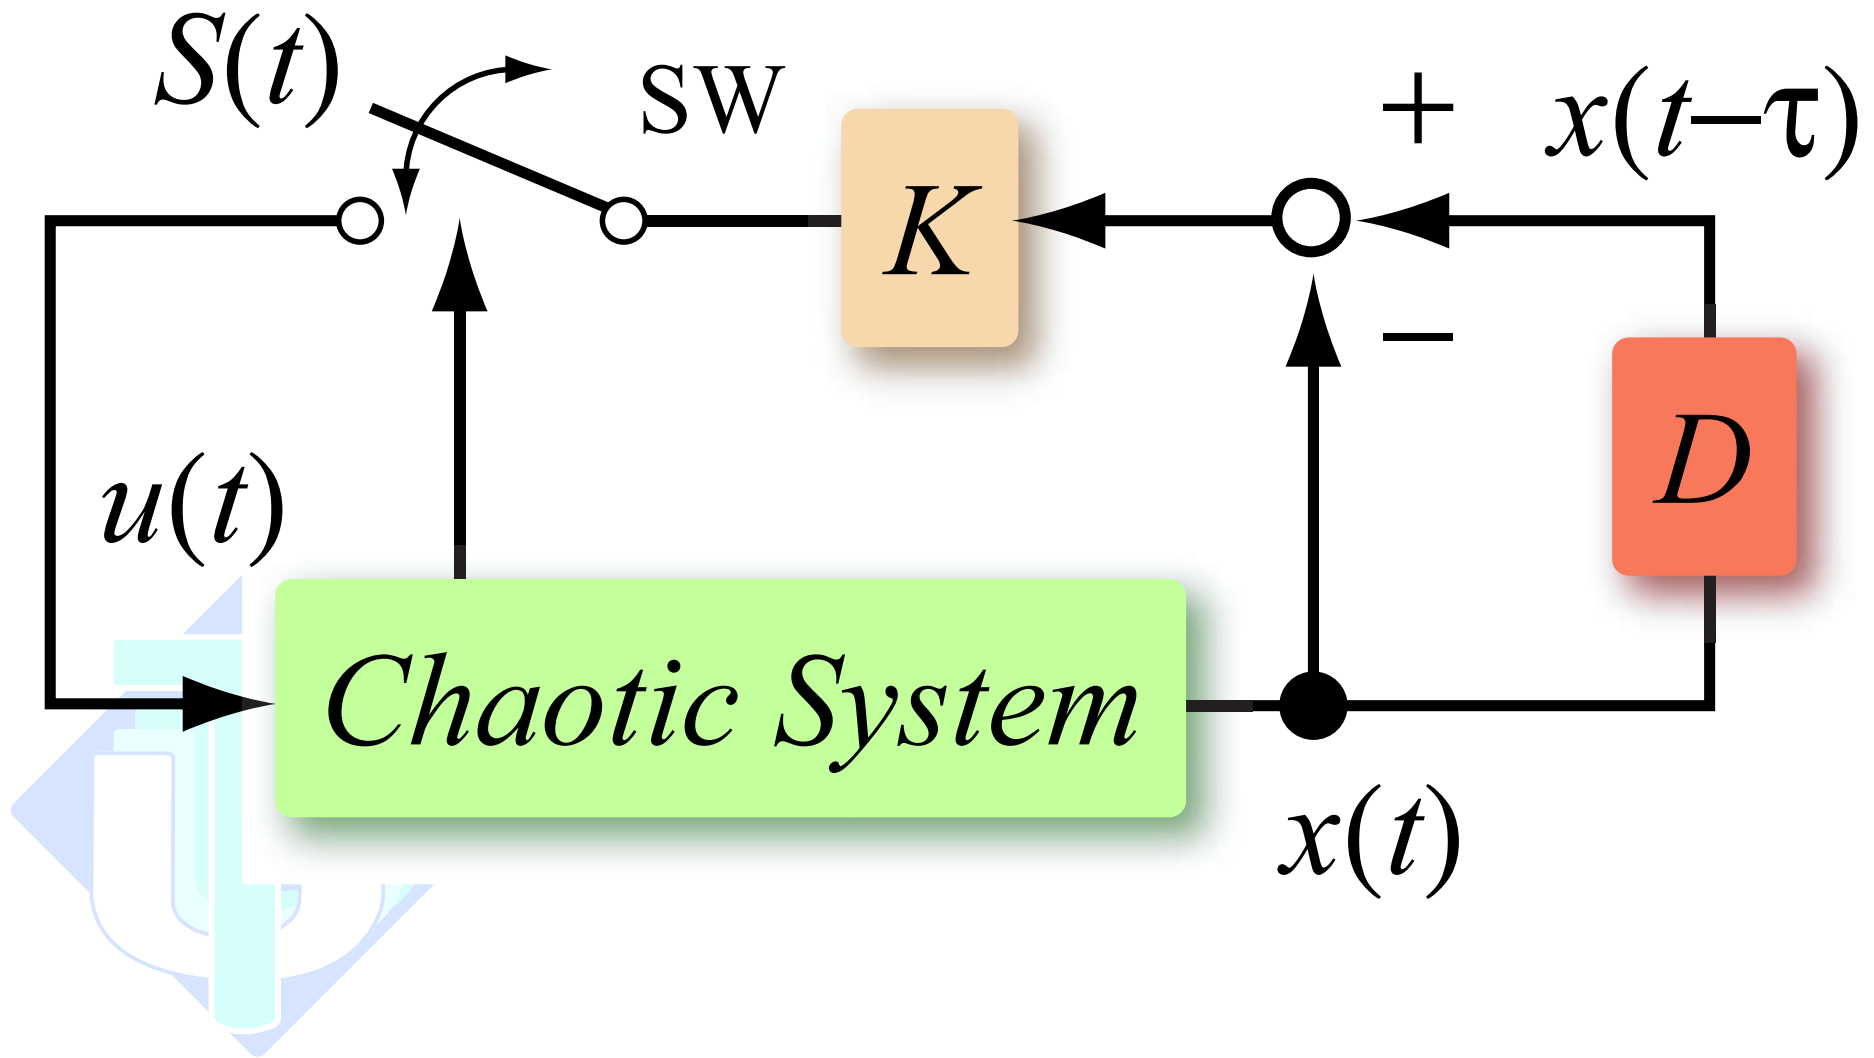 S(t)
SW
+
x(t–τ)
K
–
D
u(t)
Chaotic System
x(t)